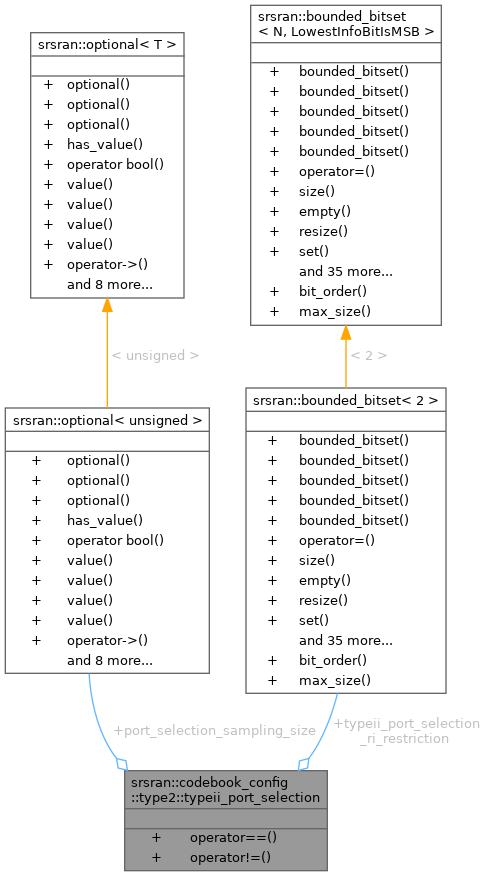 srsran::optional< T >
+ optional()
+ optional()
+ optional()
+ has_value()
+ operator bool()
+ value()
+ value()
+ value()
+ value()
+ operator->()
and 8 more...
srsran::bounded_bitset
< N, LowestInfoBitIsMSB >
+ bounded_bitset()
+ bounded_bitset()
+ bounded_bitset()
+ bounded_bitset()
+ bounded_bitset()
+ operator=()
+ size()
+ empty()
+ resize()
+ set()
and 35 more...
+ bit_order()
+ max_size()
< unsigned >
< 2 >
srsran::optional< unsigned >
+ optional()
+ optional()
+ optional()
+ has_value()
+ operator bool()
+ value()
+ value()
+ value()
+ value()
+ operator->()
and 8 more...
srsran::bounded_bitset< 2 >
+ bounded_bitset()
+ bounded_bitset()
+ bounded_bitset()
+ bounded_bitset()
+ bounded_bitset()
+ operator=()
+ size()
+ empty()
+ resize()
+ set()
and 35 more...
+ bit_order()
+ max_size()
+port_selection_sampling_size
+typeii_port_selection
_ri_restriction
srsran::codebook_config
::type2::typeii_port_selection
+ operator==()
+ operator!=()